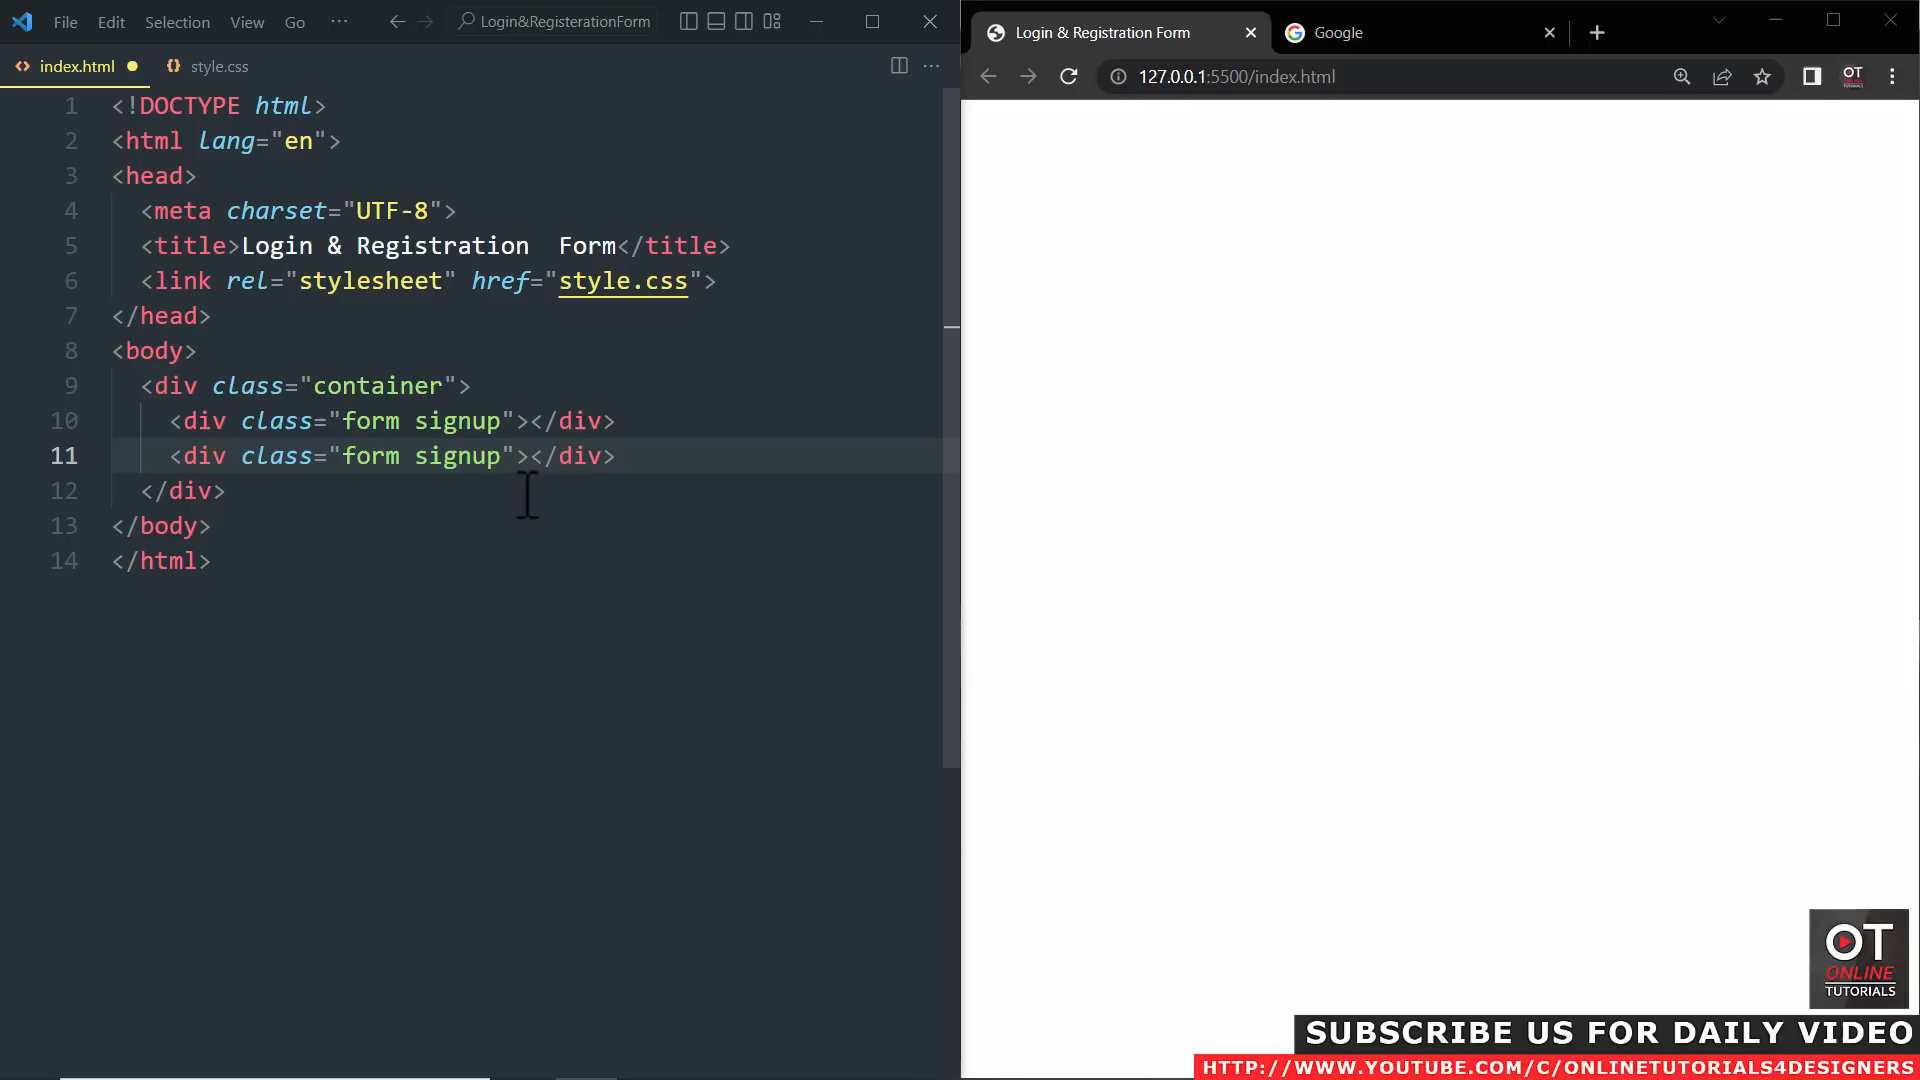 File Edit Selection View Go ··· Login&RegisterationForm
index.html style.css
1 <!DOCTYPE html>
2 <html lang="en">
3 <head>
4 <meta charset="UTF-8">
5 <title>Login & Registration  Form</title>
6 <link rel="stylesheet" href="style.css">
7 </head>
8 <body>
9 <div class="container">
10 <div class="form signup"></div>
11 <div class="form signup"></div>
12 </div>
13 </body>
14 </html>
Login & Registration Form
Google
127.0.0.1:5500/index.html
OT
ONLINE
TUTORIALS
OT
ONLINE
TUTORIALS
SUBSCRIBE US FOR DAILY VIDEO
HTTP://WWW.YOUTUBE.COM/C/ONLINETUTORIALS4DESIGNERS